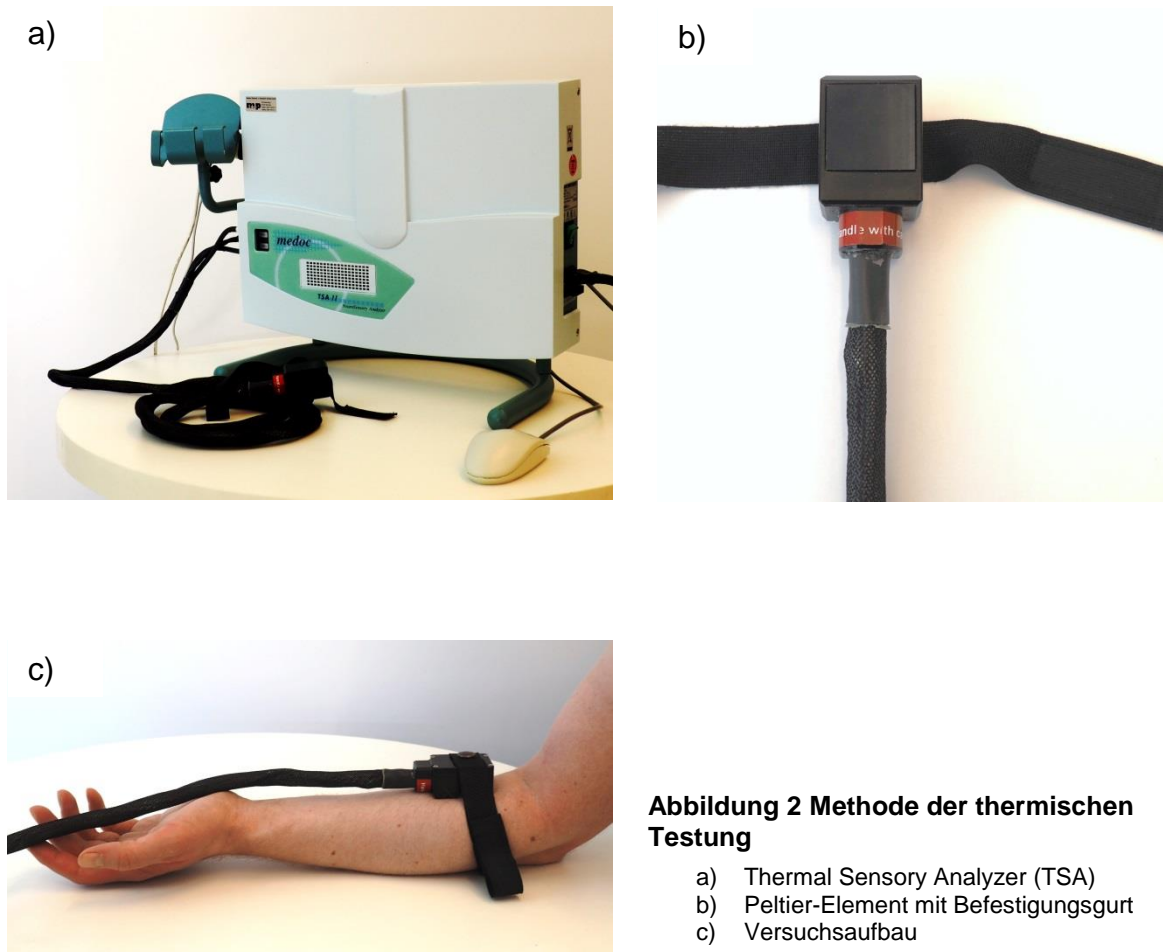 a)
b)
mp
medoc
TSA II
andle with c
c)
Abbildung 2 Methode der thermischen
Testung
a) Thermal Sensory Analyzer (TSA)
b) Peltier-Element mit Befestigungsgurt
c) Versuchsaufbau